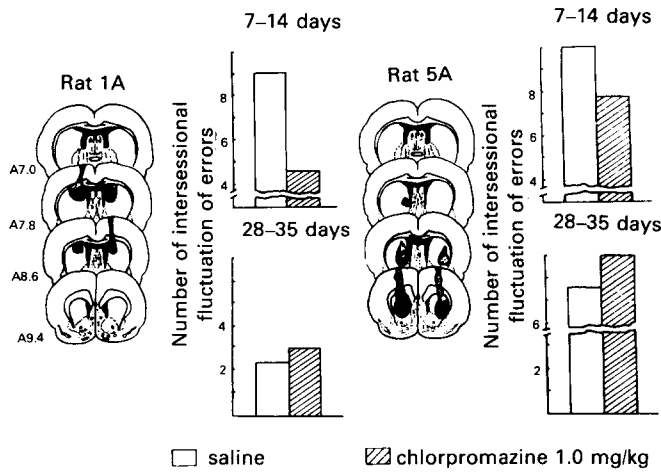 7–14 days
7–14 days
Rat 1A
Rat 5A
A7.0
A7.8
A8.6
A9.4
Number of intersessional
fluctuation of errors
8
6
4
28–35 days
4
2
Number of intersessional
fluctuation of errors
8
6
4
28–35 days
6
2
saline
chlorpromazine 1.0 mg/kg